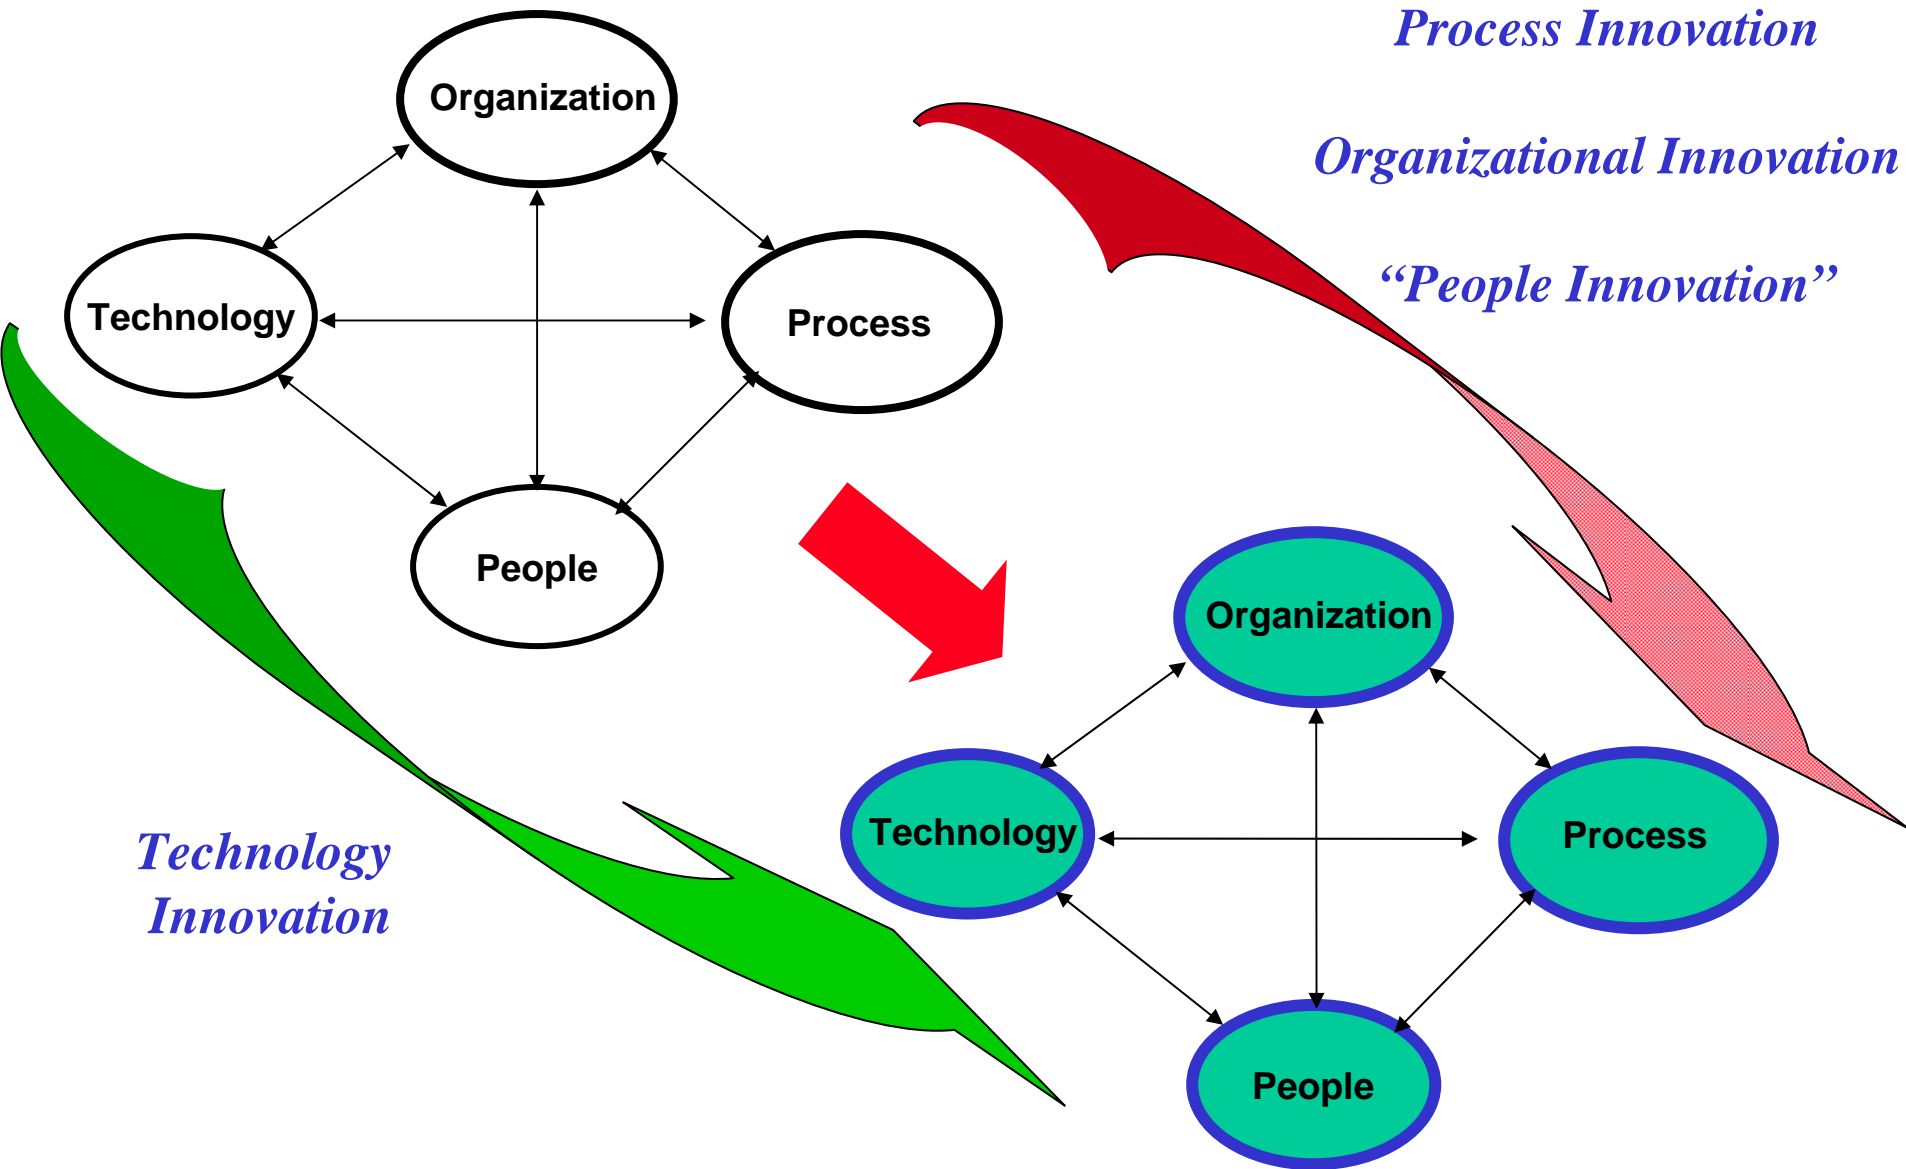 Process Innovation
Organization
Organizational Innovation
“People Innovation”
Technology
Process
People
Organization
Technology
Process
Technology
Innovation
People